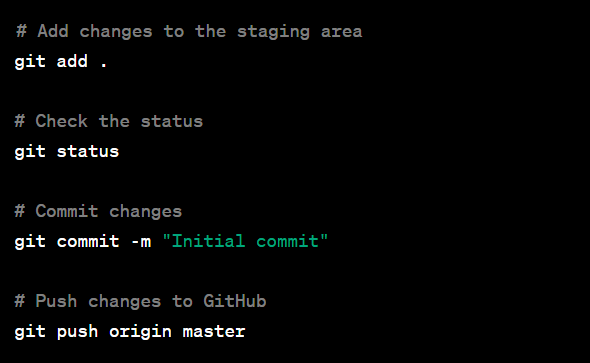 # Add changes to the staging area
git add .
# Check the status
git status
# Commit changes
git commit -m "Initial commit"
# Push changes to GitHub
git push origin master